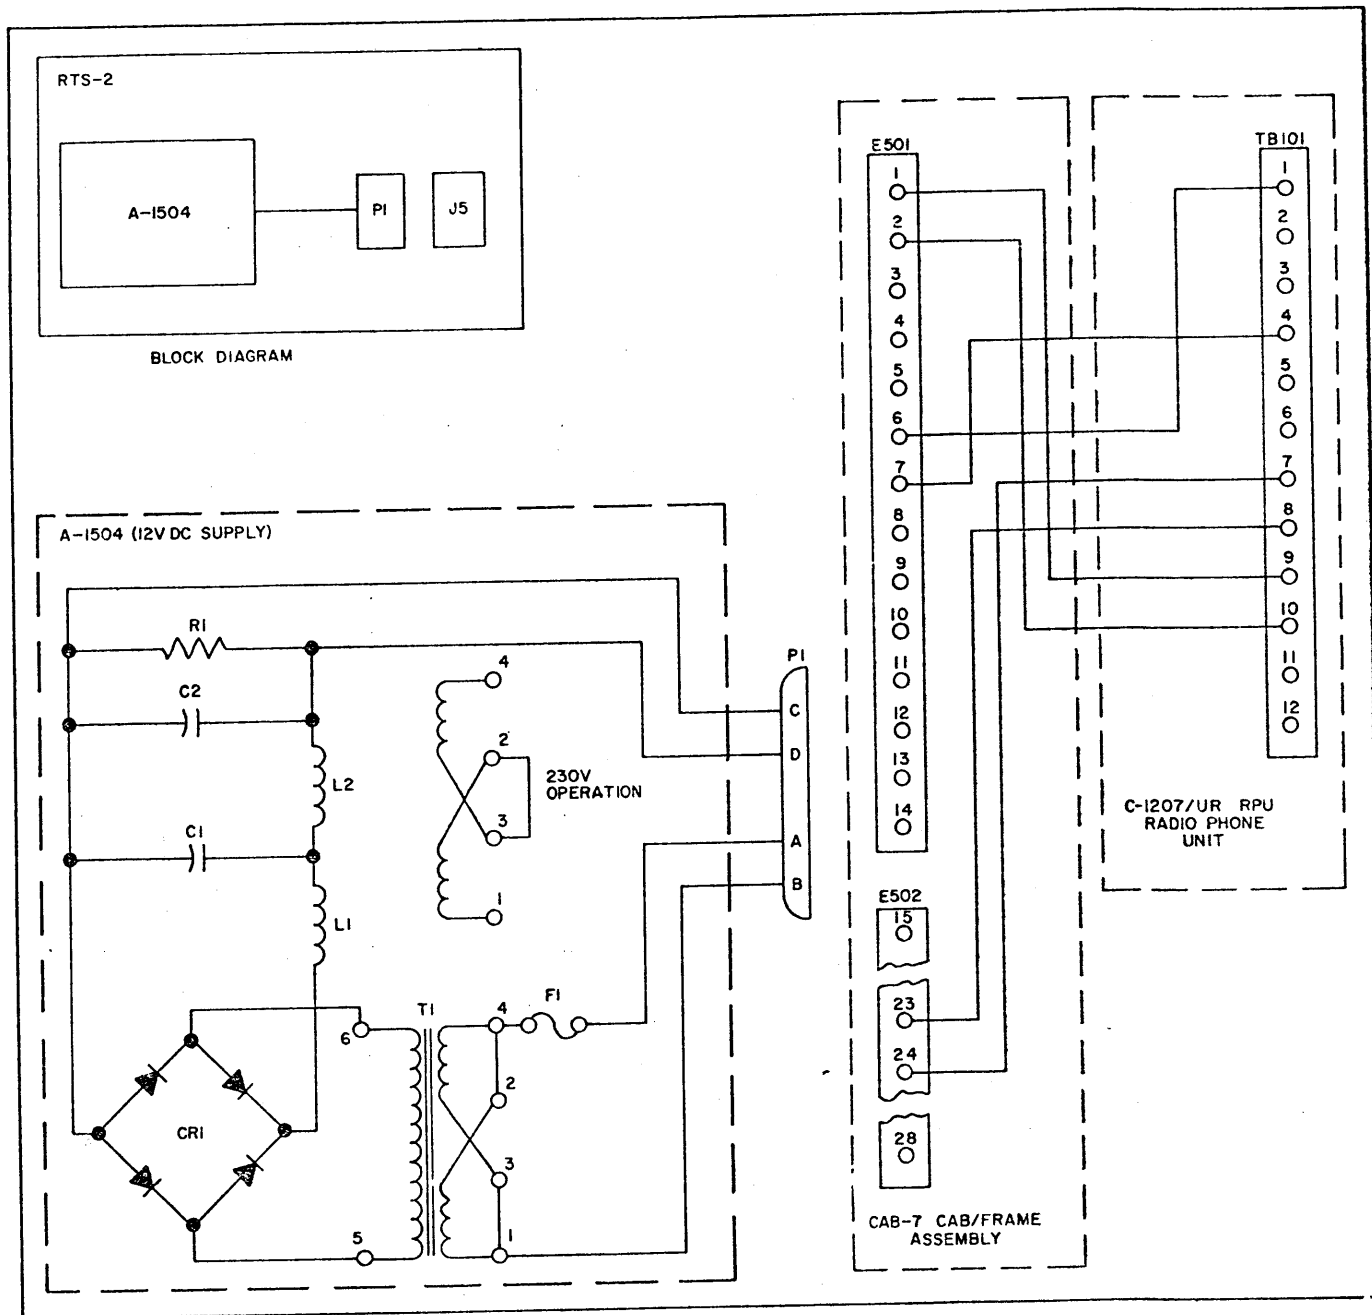 RTS-2
A-1504
P1
J5
BLOCK DIAGRAM
A-1504 (12V DC SUPPLY)
R1
C2
L2
C1
L1
4
2
3
1
230V
OPERATION
P1
C
D
A
B
T1
F1
6
5
4
2
3
1
CR1
E501
1
2
3
4
5
6
7
8
9
10
11
12
13
14
E502
15
23
24
28
CAB-7 CAB/FRAME
ASSEMBLY
TB101
1
2
3
4
5
6
7
8
9
10
11
12
C-1207/UR RPU
RADIO PHONE
UNIT